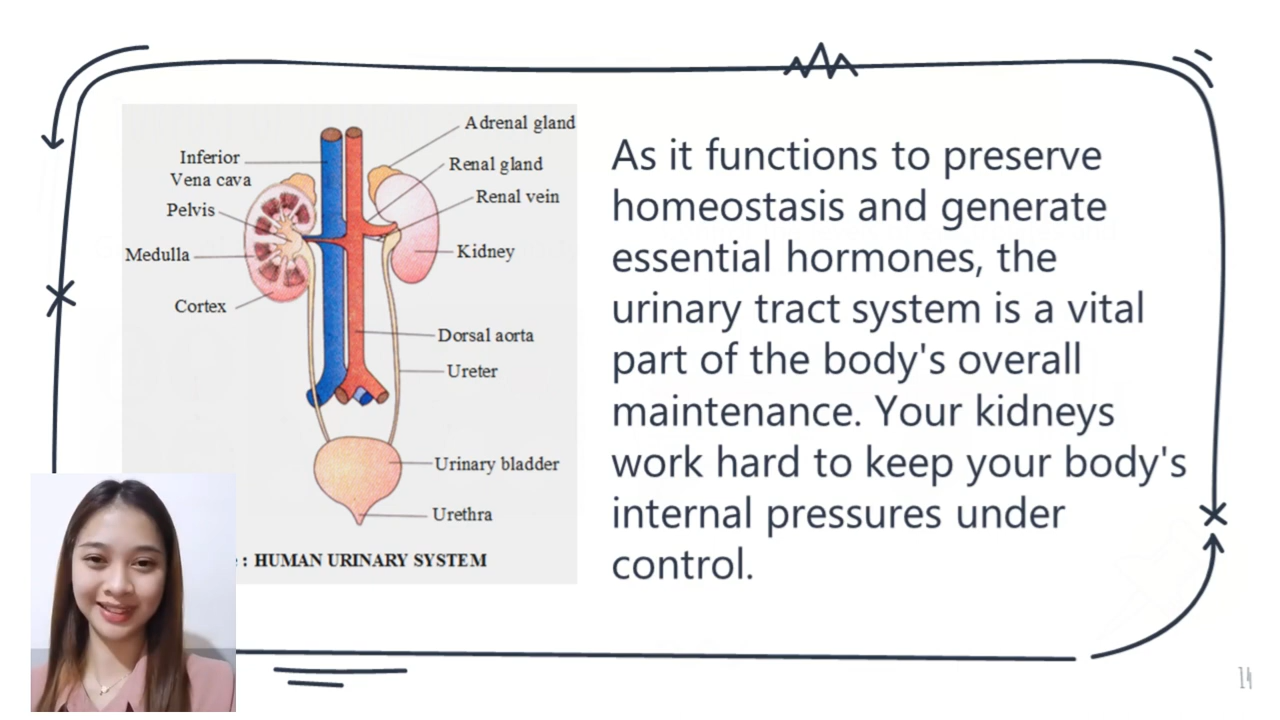 Adrenal gland
Inferior
Vena cava
Renal gland
Renal vein
Pelvis
Medulla
Kidney
Cortex
Dorsal aorta
Ureter
Urinary bladder
Urethra
: HUMAN URINARY SYSTEM
As it functions to preserve
homeostasis and generate
essential hormones, the
urinary tract system is a vital
part of the body's overall
maintenance. Your kidneys
work hard to keep your body's
internal pressures under
control.
14